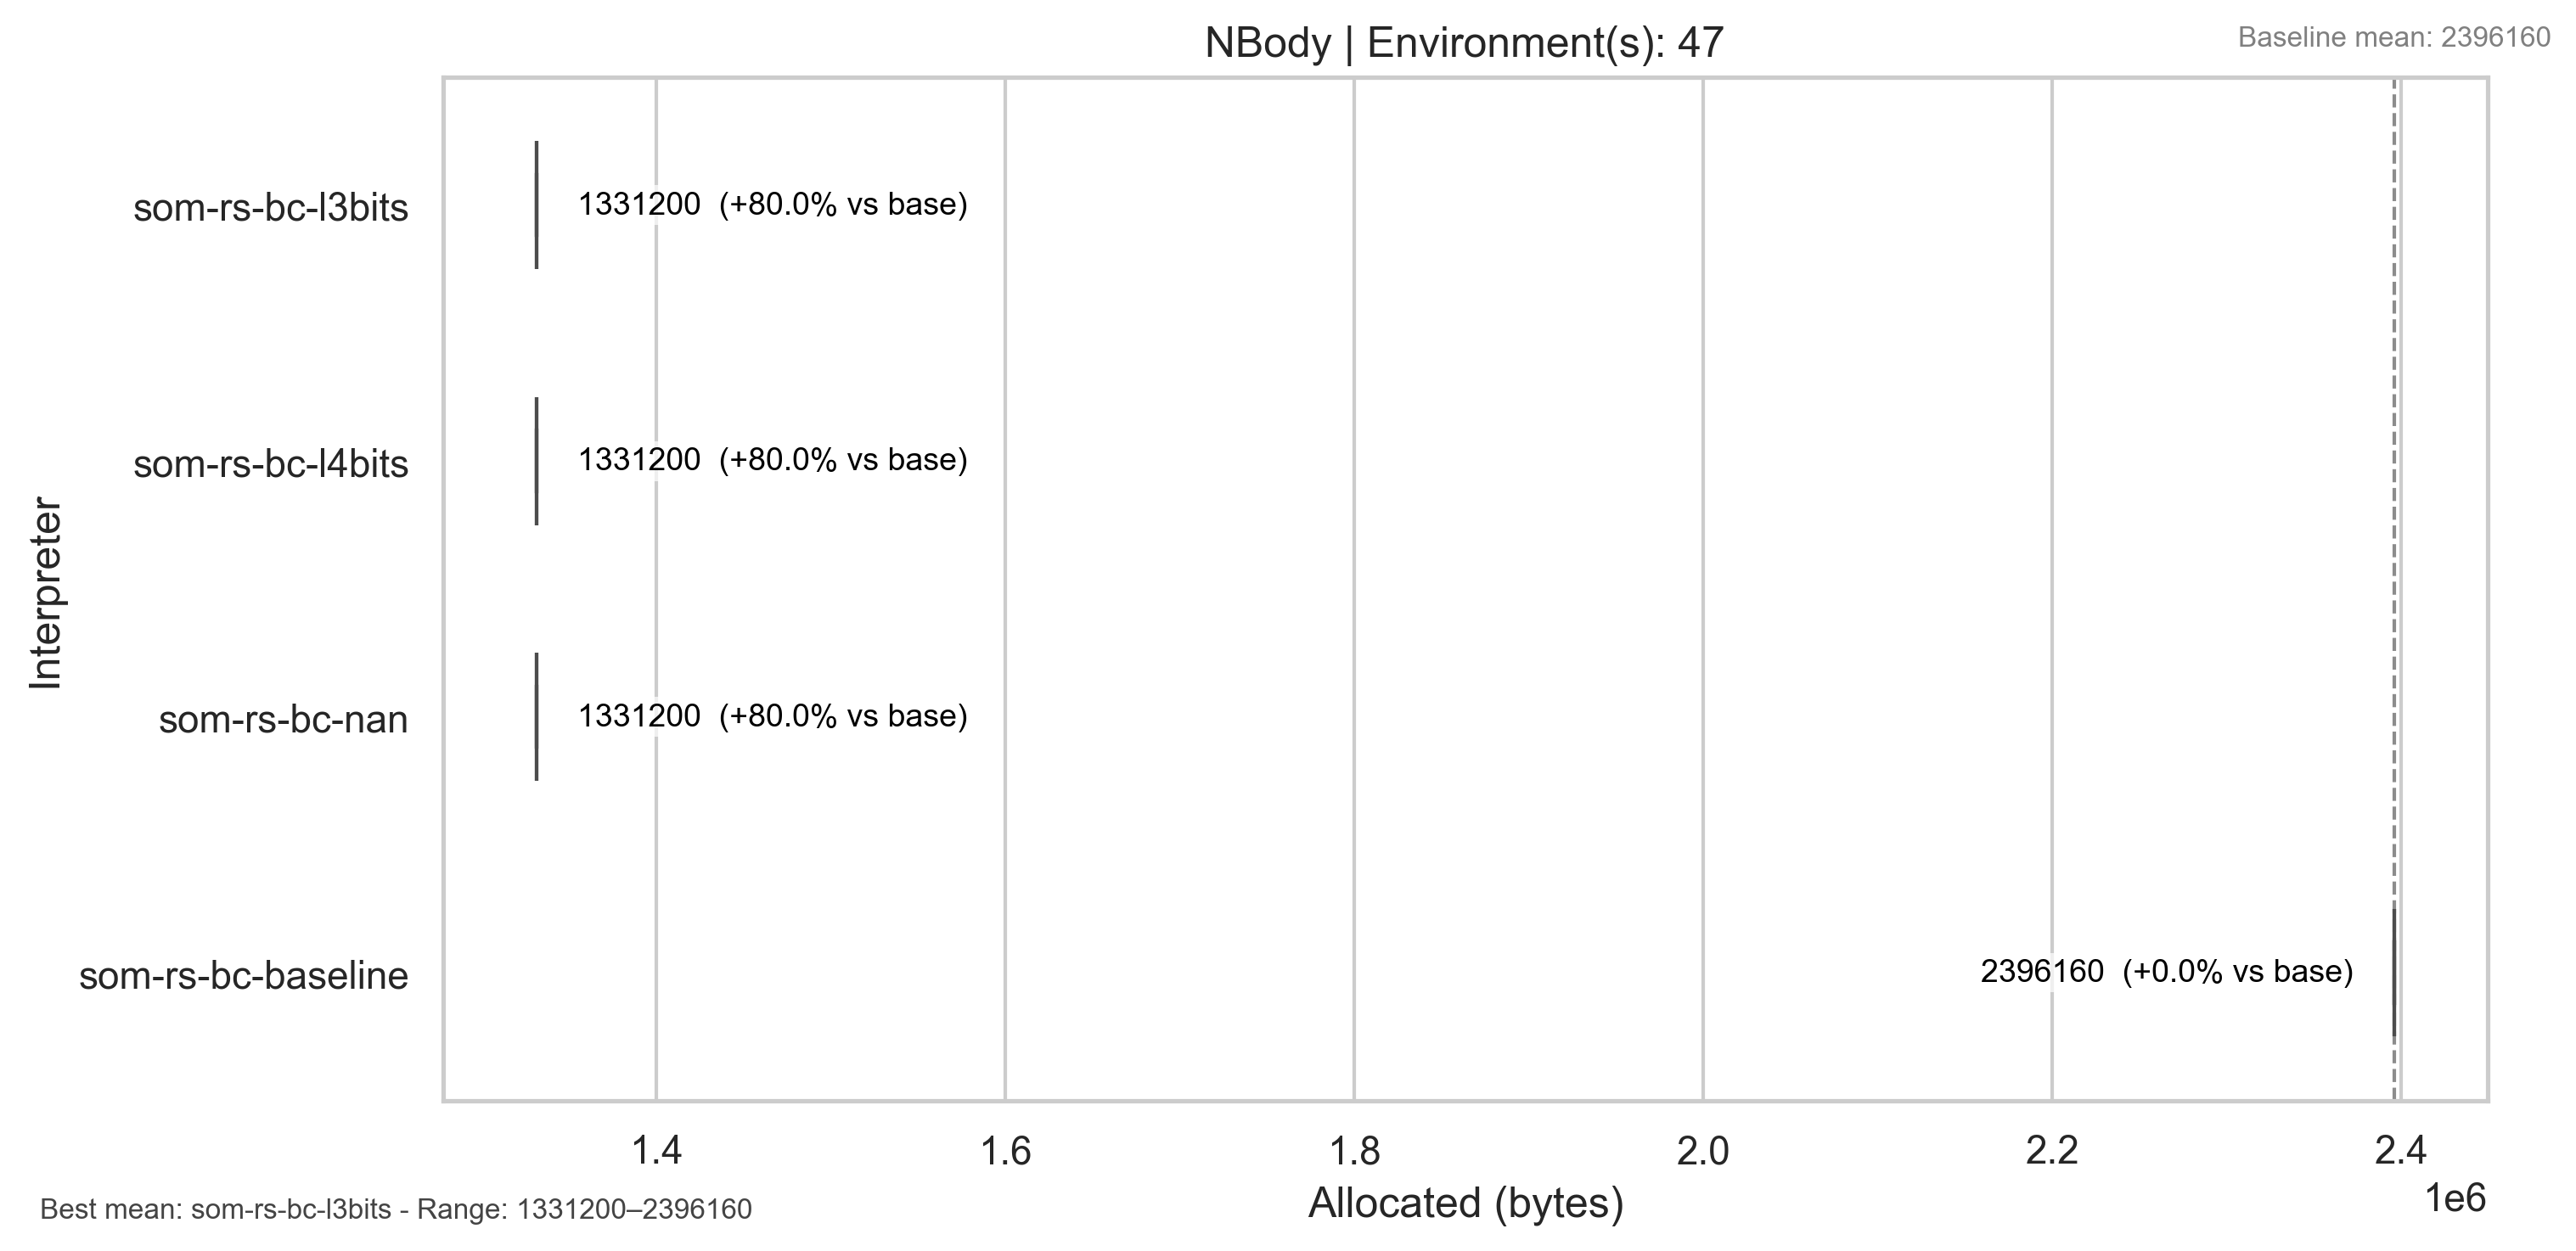 NBody | Environment(s): 47
Baseline mean: 2396160
som-rs-bc-l3bits
1331200 (+80.0% vs base)
som-rs-bc-l4bits
1331200 (+80.0% vs base)
Interpreter
som-rs-bc-nan
1331200 (+80.0% vs base)
som-rs-bc-baseline
2396160 (+0.0% vs base)
1.4 1.6 1.8 2.0 2.2 2.4
1e6
Allocated (bytes)
Best mean: som-rs-bc-l3bits - Range: 1331200–2396160